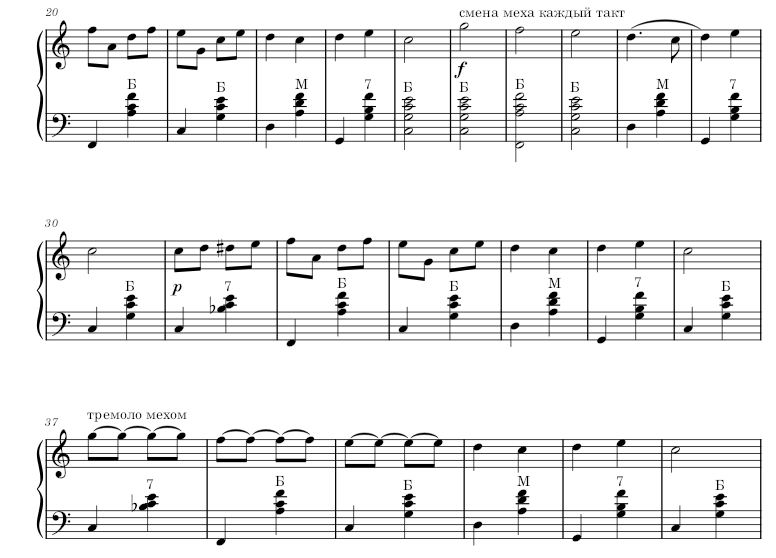 20
смена меха каждый такт
f
Б Б М 7 Б Б Б Б М 7
30
p
Б 7 Б Б М 7 Б
37
тремоло мехом
7 Б Б М 7 Б